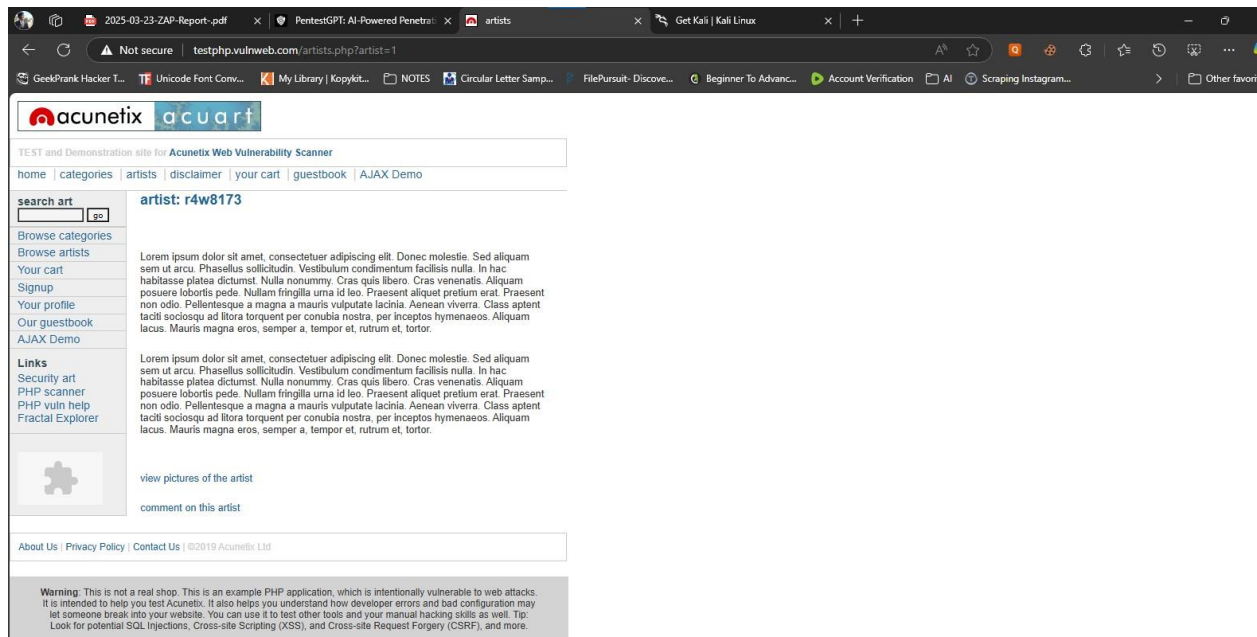 2025-03-23-ZAP-Report-.pdf
PentestGPT: AI-Powered Penetrat
artists
Get Kali | Kali Linux
Not secure | testphp.vulnweb.com/artists.php?artist=1
GeekPrank Hacker T...
Unicode Font Conv...
My Library | Kopykit...
NOTES
Circular Letter Samp...
FilePursuit- Discove...
Beginner To Advanc...
Account Verification
AI
Scraping Instagram...
Other favori
acunetix acuart
TEST and Demonstration site for Acunetix Web Vulnerability Scanner
home | categories | artists | disclaimer | your cart | guestbook | AJAX Demo
search art
go
Browse categories
Browse artists
Your cart
Signup
Your profile
Our guestbook
AJAX Demo
Links
Security art
PHP scanner
PHP vuln help
Fractal Explorer
artist: r4w8173
Lorem ipsum dolor sit amet, consectetuer adipiscing elit. Donec molestie. Sed aliquam
sem ut arcu. Phasellus sollicitudin. Vestibulum condimentum facilisis nulla. In hac
habitasse platea dictumst. Nulla nonummy. Cras quis libero. Cras venenatis. Aliquam
posuere lobortis pede. Nullam fringilla urna id leo. Praesent aliquet pretium erat. Praesent
non odio. Pellentesque a magna a mauris vulputate lacinia. Aenean viverra. Class aptent
taciti sociosqu ad litora torquent per conubia nostra, per inceptos hymenaeos. Aliquam
lacus. Mauris magna eros, semper a, tempor et, rutrum et, tortor.
Lorem ipsum dolor sit amet, consectetuer adipiscing elit. Donec molestie. Sed aliquam
sem ut arcu. Phasellus sollicitudin. Vestibulum condimentum facilisis nulla. In hac
habitasse platea dictumst. Nulla nonummy. Cras quis libero. Cras venenatis. Aliquam
posuere lobortis pede. Nullam fringilla urna id leo. Praesent aliquet pretium erat. Praesent
non odio. Pellentesque a magna a mauris vulputate lacinia. Aenean viverra. Class aptent
taciti sociosqu ad litora torquent per conubia nostra, per inceptos hymenaeos. Aliquam
lacus. Mauris magna eros, semper a, tempor et, rutrum et, tortor.
view pictures of the artist
comment on this artist
About Us | Privacy Policy | Contact Us | ©2019 Acunetix Ltd
Warning: This is not a real shop. This is an example PHP application, which is intentionally vulnerable to web attacks.
It is intended to help you test Acunetix. It also helps you understand how developer errors and bad configuration may
let someone break into your website. You can use it to test other tools and your manual hacking skills as well. Tip:
Look for potential SQL Injections, Cross-site Scripting (XSS), and Cross-site Request Forgery (CSRF), and more.